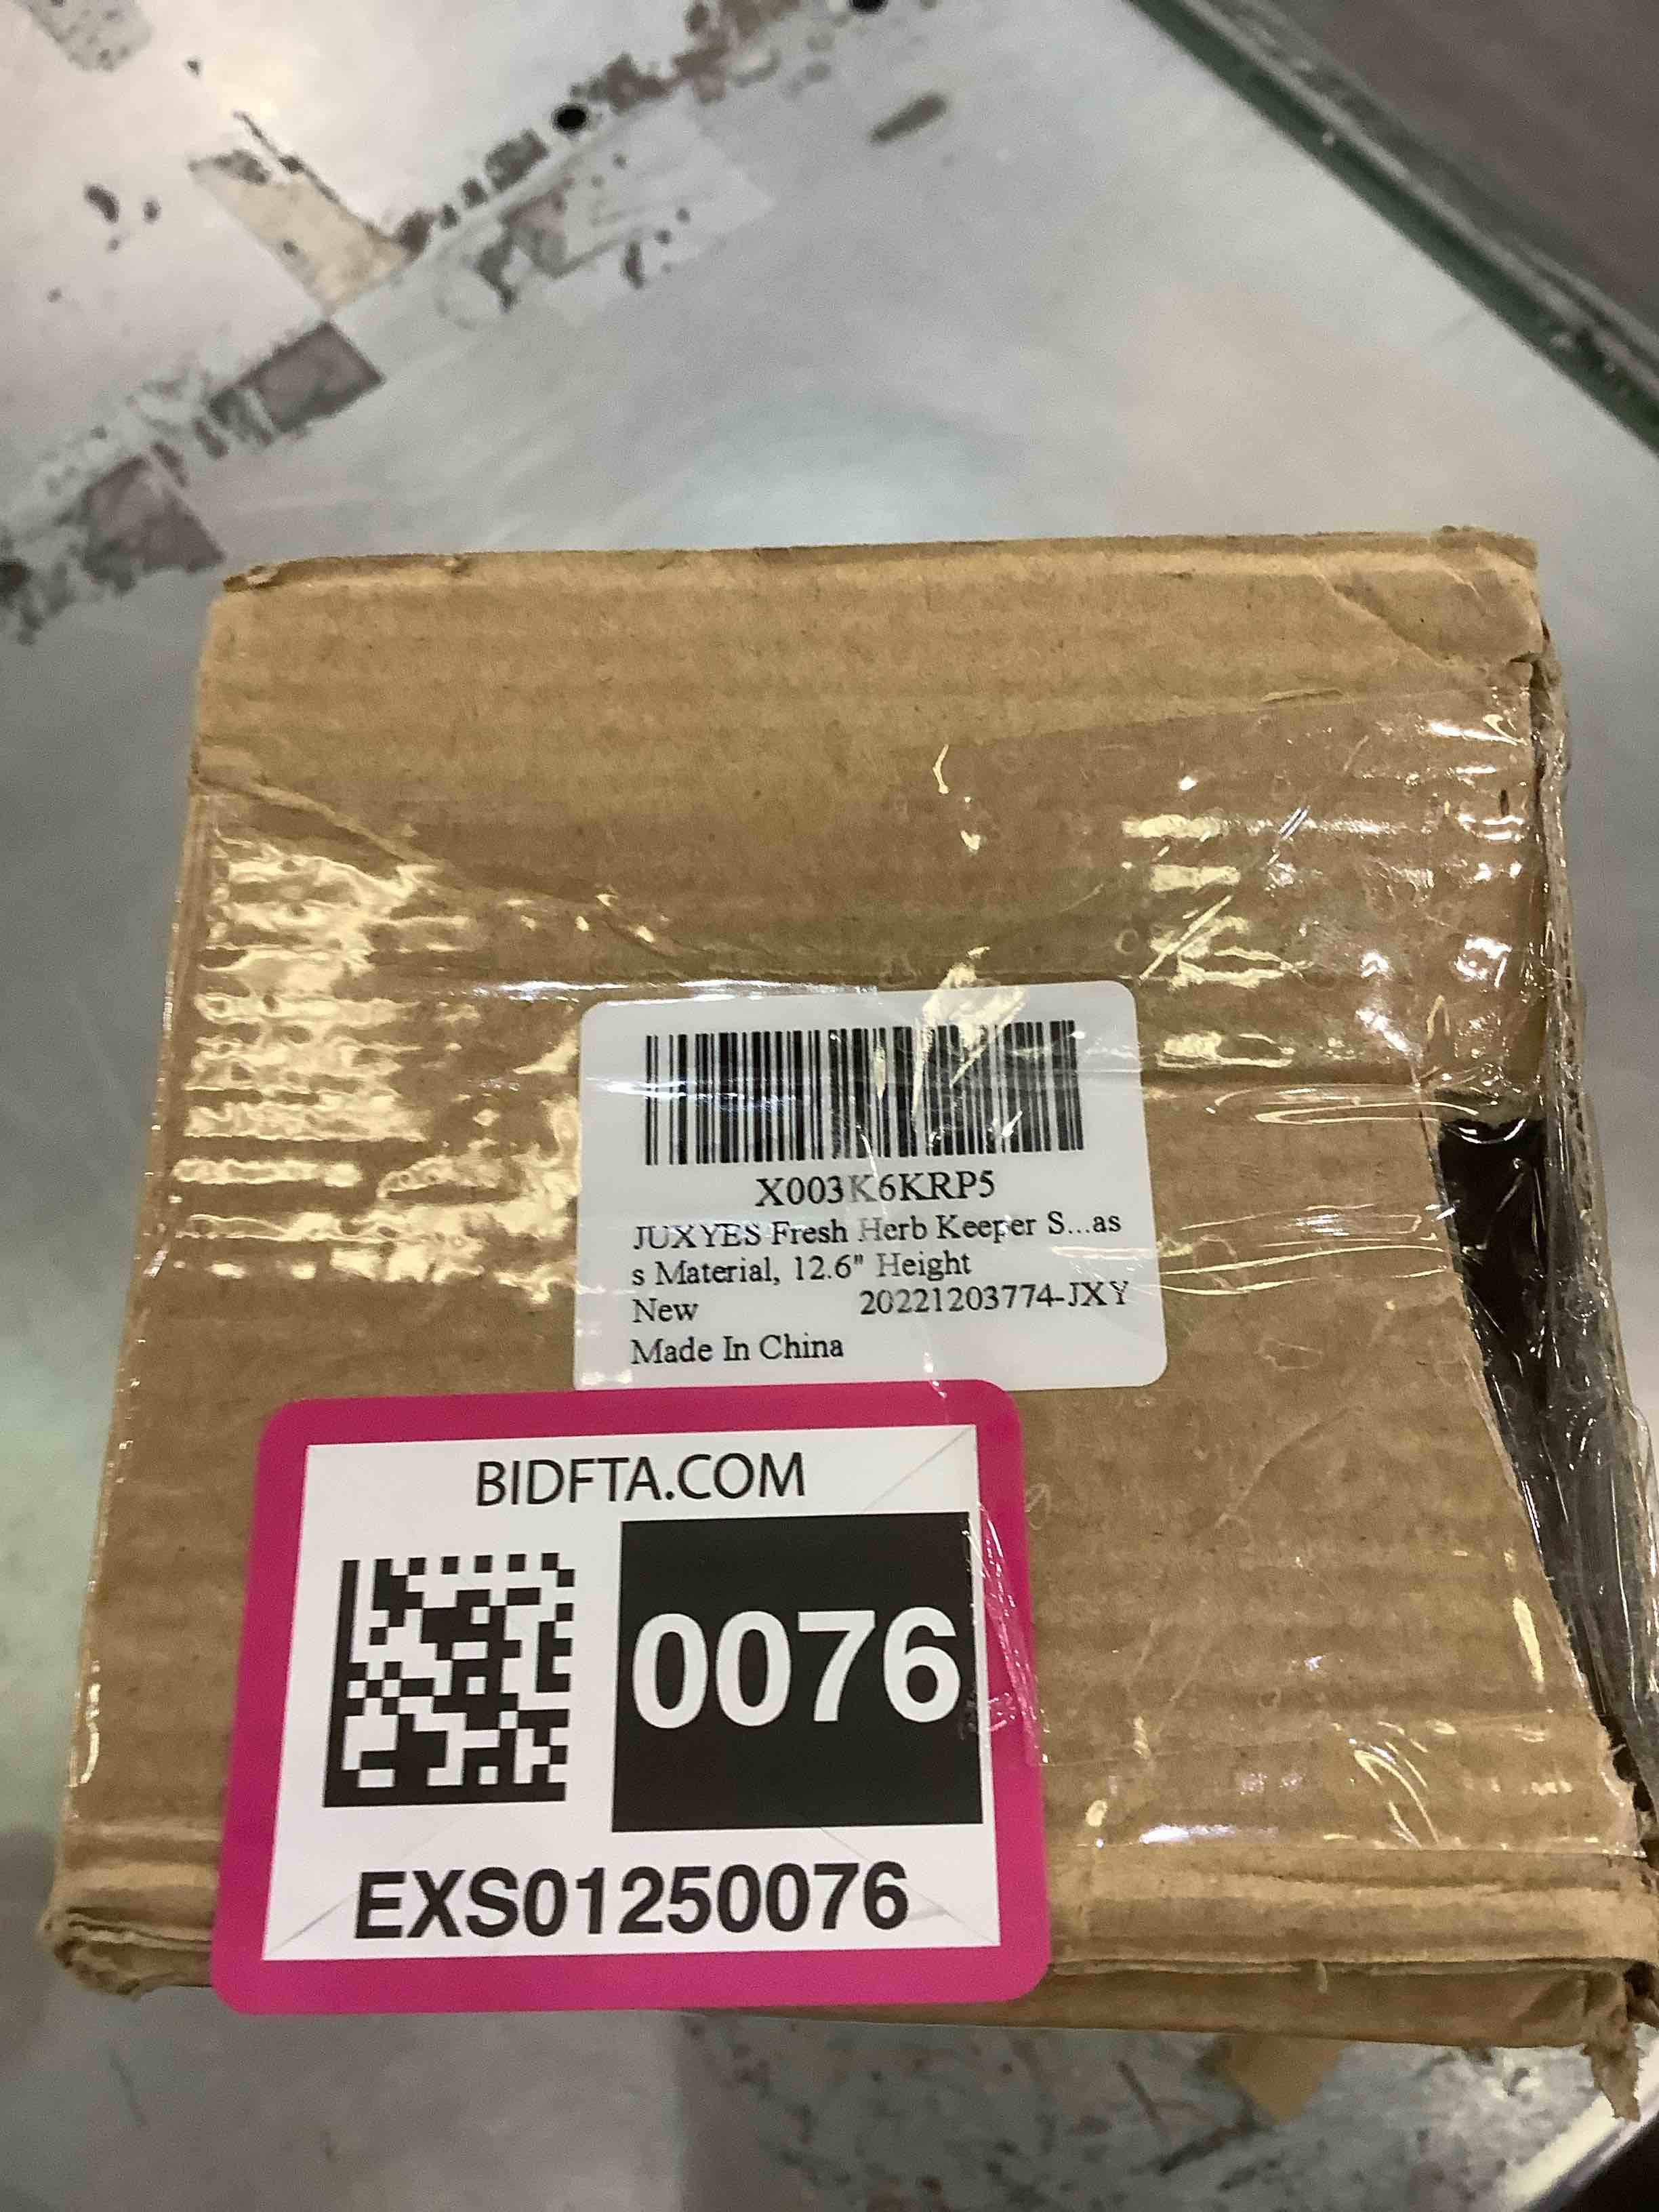 X003K6KRP5
JUXYES Fresh Herb Keeper S...as
s Material, 12.6" Height
New 20221203774-JXY
Made In China
BIDFTA.COM
0076
EXS01250076